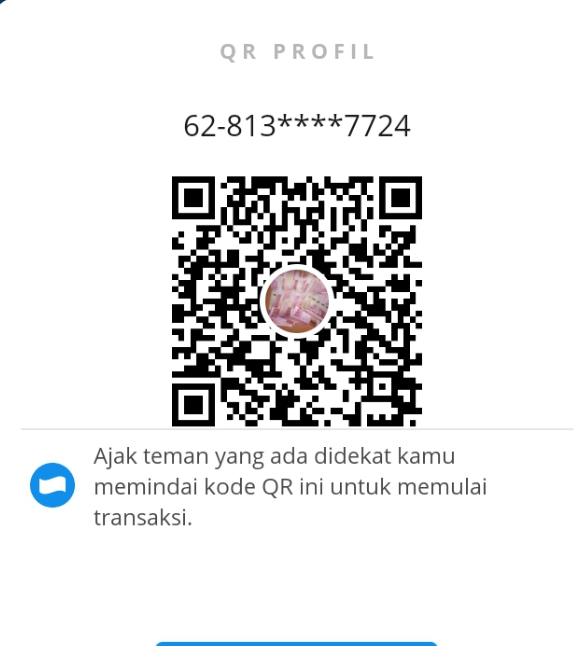 QR PROFIL
62-813****7724
Ajak teman yang ada didekat kamu
memindai kode QR ini untuk memulai
transaksi.